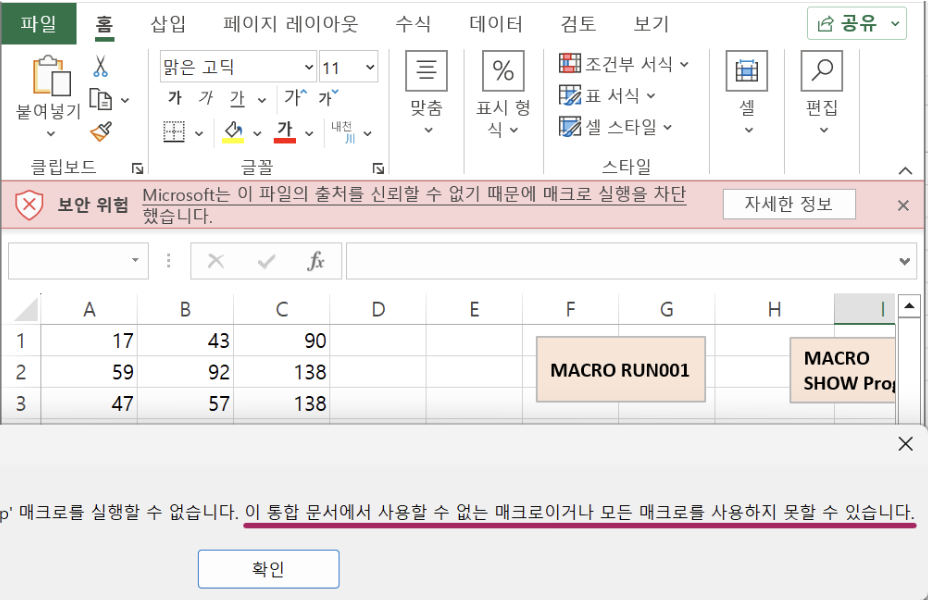 파일 홈 삽입 페이지 레이아웃 수식 데이터 검토 보기 공유
맑은 고딕 11
붙여넣기
가 가 가 가 가
가 내천 川
맞춤
%
표시 형식
조건부 서식
표 서식
셀 스타일
셀
편집
클립보드 글꼴 스타일
보안 위험
Microsoft는 이 파일의 출처를 신뢰할 수 없기 때문에 매크로 실행을 차단
했습니다.
자세한 정보
fx
A B C D E F G H I
1 17 43 90
2 59 92 138
3 47 57 138
MACRO RUN001
MACRO
SHOW Prog
p' 매크로를 실행할 수 없습니다. 이 통합 문서에서 사용할 수 없는 매크로이거나 모든 매크로를 사용하지 못할 수 있습니다.
확인